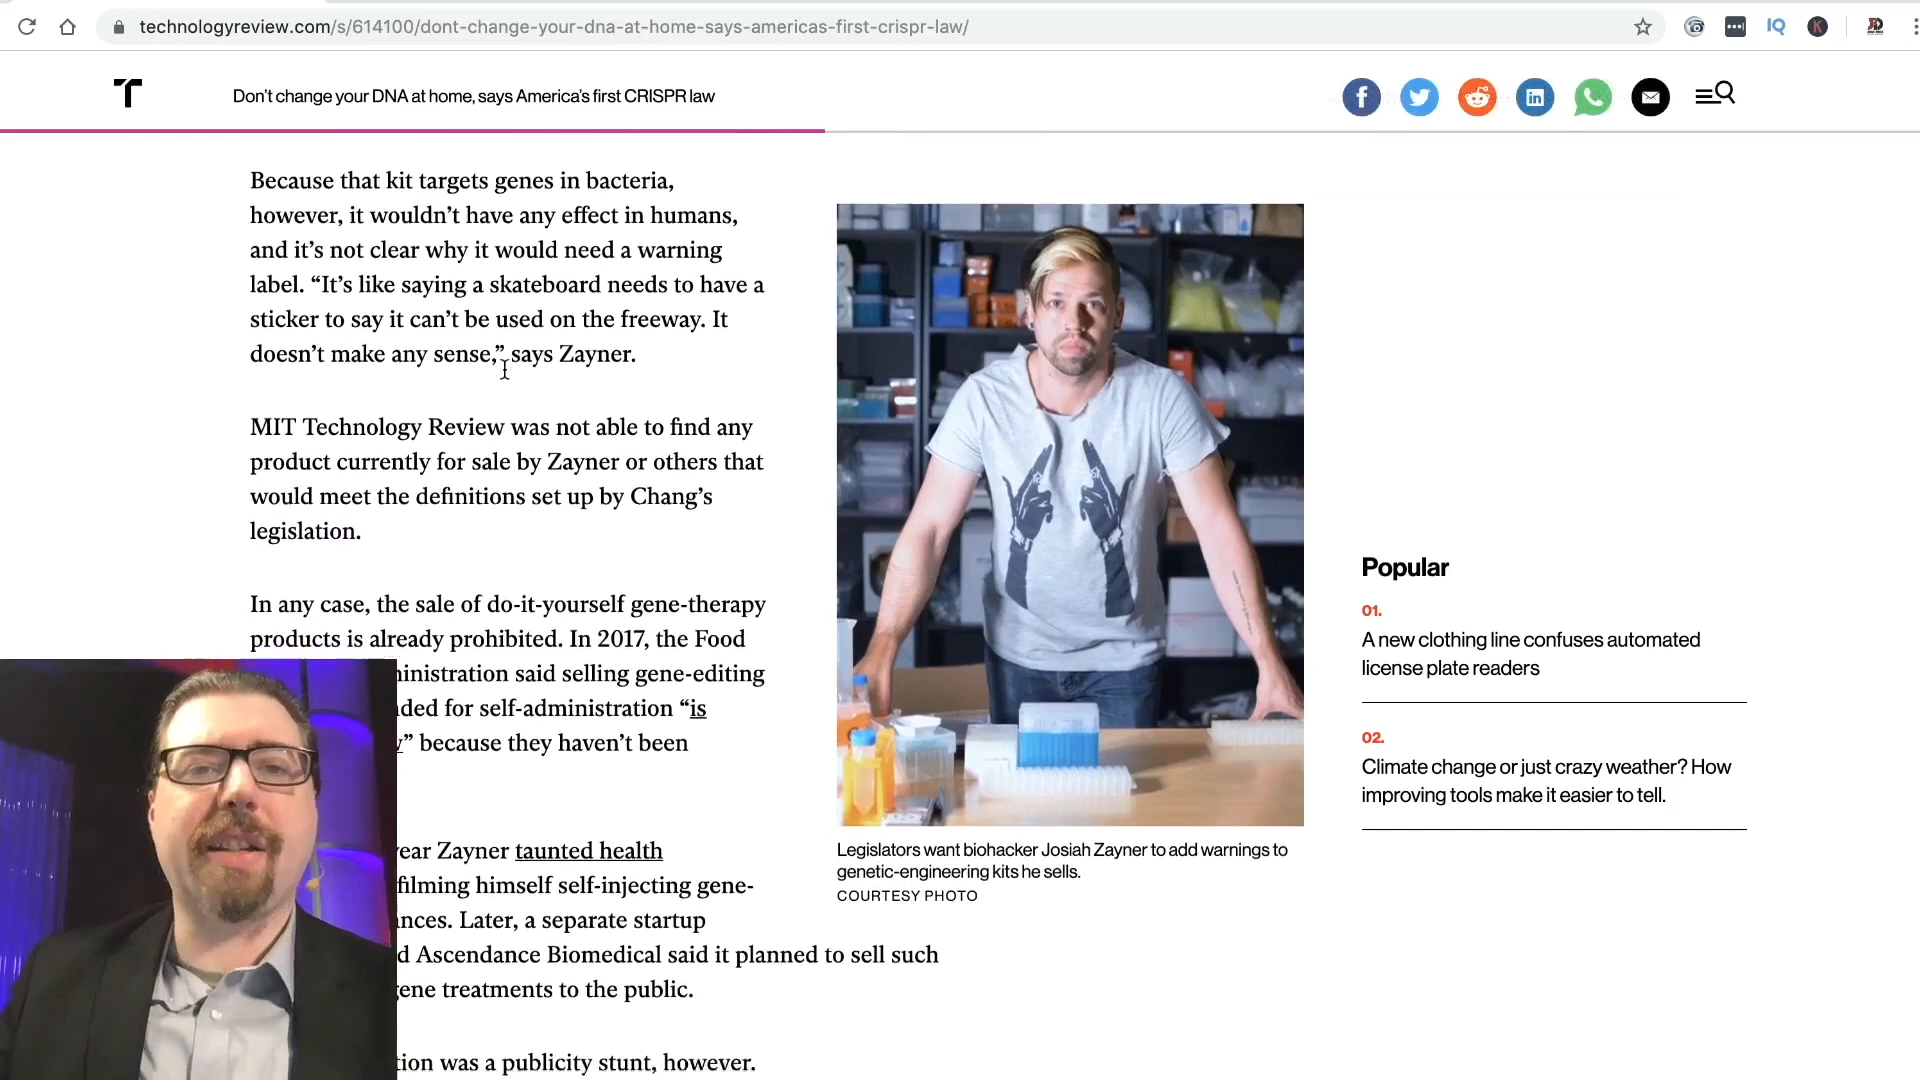 technologyreview.com/s/614100/dont-change-your-dna-at-home-says-americas-first-crispr-law/
IQ
K
Don't change your DNA at home, says America's first CRISPR law
Because that kit targets genes in bacteria,
however, it wouldn't have any effect in humans,
and it's not clear why it would need a warning
label. “It's like saying a skateboard needs to have a
sticker to say it can't be used on the freeway. It
doesn't make any sense,” says Zayner.
MIT Technology Review was not able to find any
product currently for sale by Zayner or others that
would meet the definitions set up by Chang's
legislation.
In any case, the sale of do-it-yourself gene-therapy
products is already prohibited. In 2017, the Food
ministration said selling gene-editing
ded for self-administration “is
” because they haven't been
year Zayner taunted health
filming himself self-injecting gene-
ances. Later, a separate startup
d Ascendance Biomedical said it planned to sell such
gene treatments to the public.
tion was a publicity stunt, however.
Legislators want biohacker Josiah Zayner to add warnings to
genetic-engineering kits he sells.
COURTESY PHOTO
Popular
01.
A new clothing line confuses automated
license plate readers
02.
Climate change or just crazy weather? How
improving tools make it easier to tell.